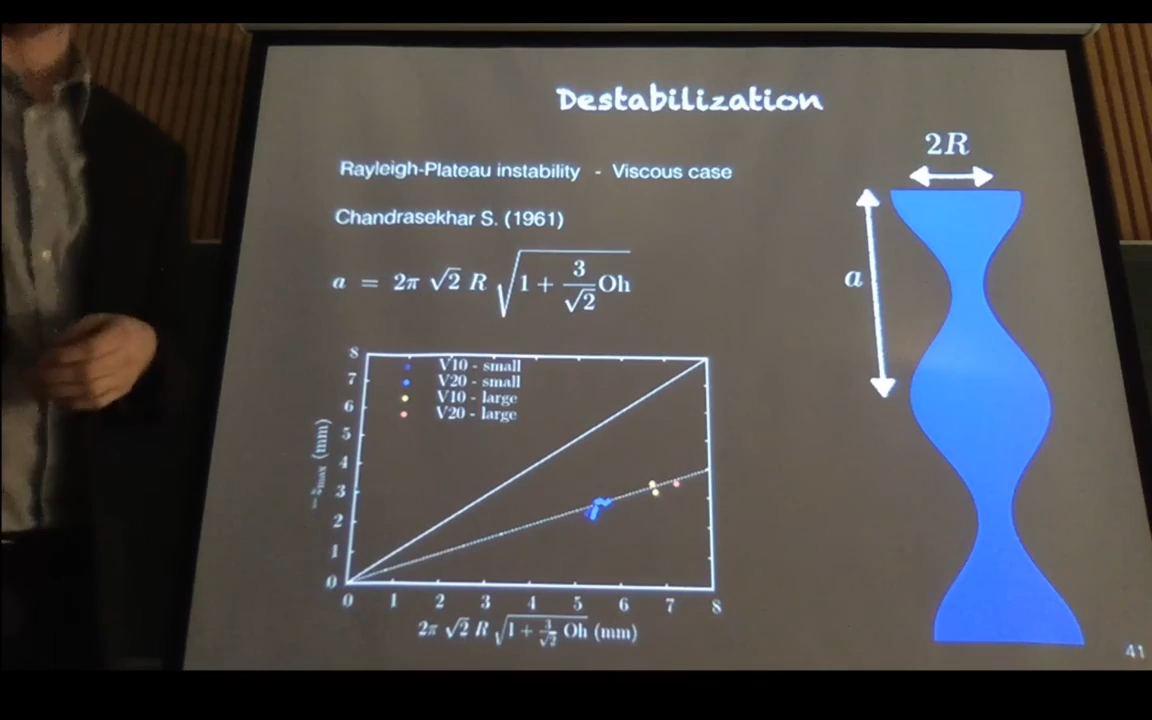 Destabilization
2R
Rayleigh-Plateau instability - Viscous case
Chandrasekhar S. (1961)
a = 2π √2 R √(1 + 3/√2 Oh)
a
8
7
6
5
4
3
2
1
0
V10 - small
V20 - small
V10 - large
V20 - large
max (mm)
0 1 2 3 4 5 6 7 8
2π √2 R √(1 + 3/√2 Oh) (mm)
41